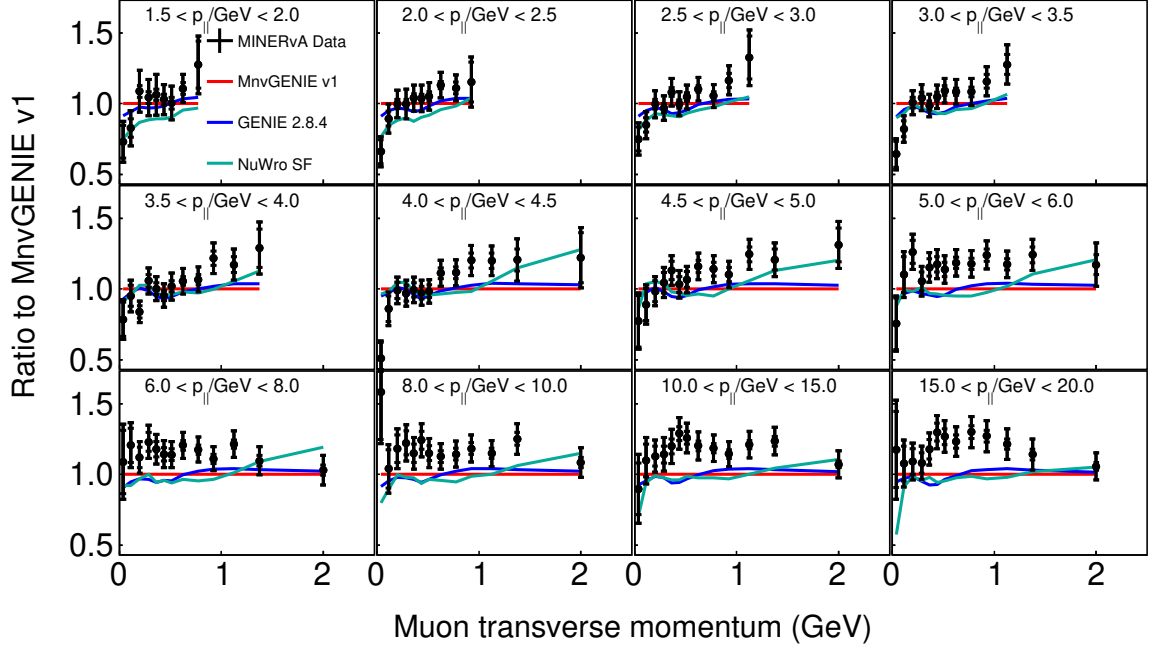 1.5 < p||/GeV < 2.0
2.0 < p||/GeV < 2.5
2.5 < p||/GeV < 3.0
3.0 < p||/GeV < 3.5
MINERvA Data
MnvGENIE v1
GENIE 2.8.4
NuWro SF
1.5
1.0
0.5
3.5 < p||/GeV < 4.0
4.0 < p||/GeV < 4.5
4.5 < p||/GeV < 5.0
5.0 < p||/GeV < 6.0
1.5
1.0
0.5
6.0 < p||/GeV < 8.0
8.0 < p||/GeV < 10.0
10.0 < p||/GeV < 15.0
15.0 < p||/GeV < 20.0
1.5
1.0
0.5
0 1 2 0 1 2 0 1 2 0 1 2
Ratio to MnvGENIE v1
Muon transverse momentum (GeV)